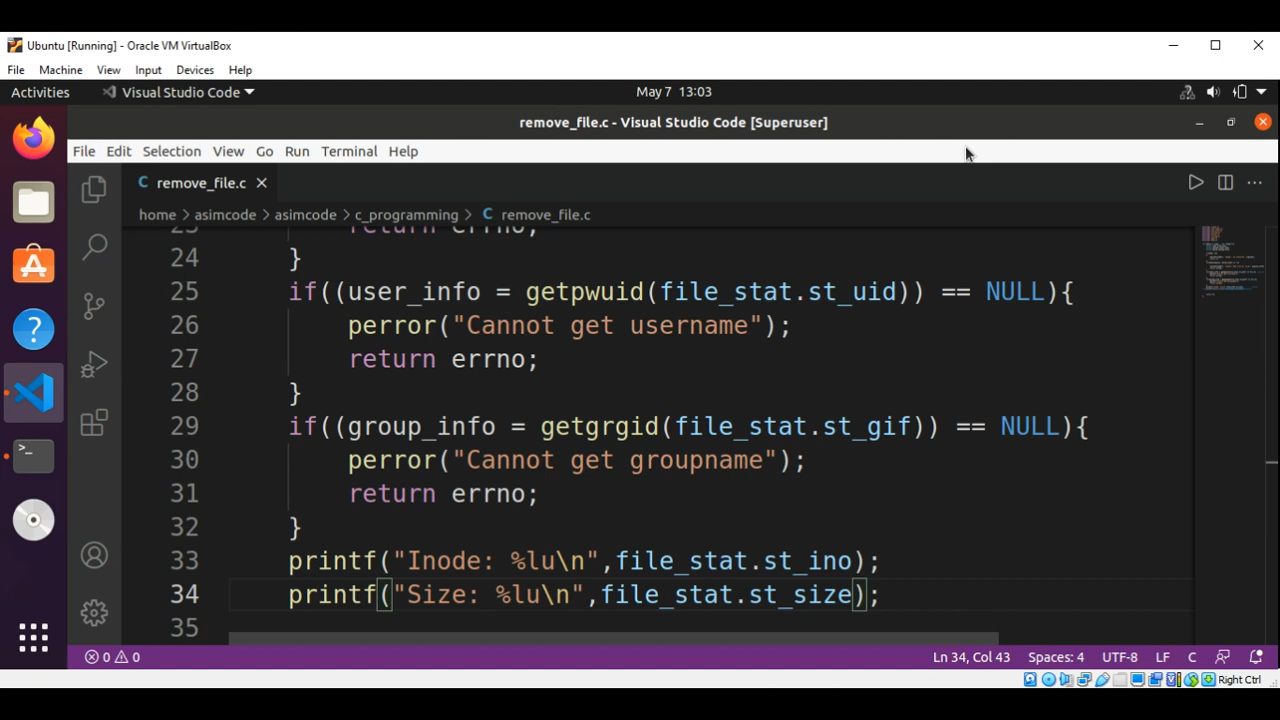 Ubuntu [Running] - Oracle VM VirtualBox
File Machine View Input Devices Help
Activities Visual Studio Code May 7 13:03
remove_file.c - Visual Studio Code [Superuser]
File Edit Selection View Go Run Terminal Help
C remove_file.c
home > asimcode > asimcode > c_programming > C remove_file.c
23 return errno;
24 }
25 if((user_info = getpwuid(file_stat.st_uid)) == NULL){
26 perror("Cannot get username");
27 return errno;
28 }
29 if((group_info = getgrgid(file_stat.st_gif)) == NULL){
30 perror("Cannot get groupname");
31 return errno;
32 }
33 printf("Inode: %lu\n",file_stat.st_ino);
34 printf("Size: %lu\n",file_stat.st_size);
35
0 0 Ln 34, Col 43 Spaces: 4 UTF-8 LF C
Right Ctrl